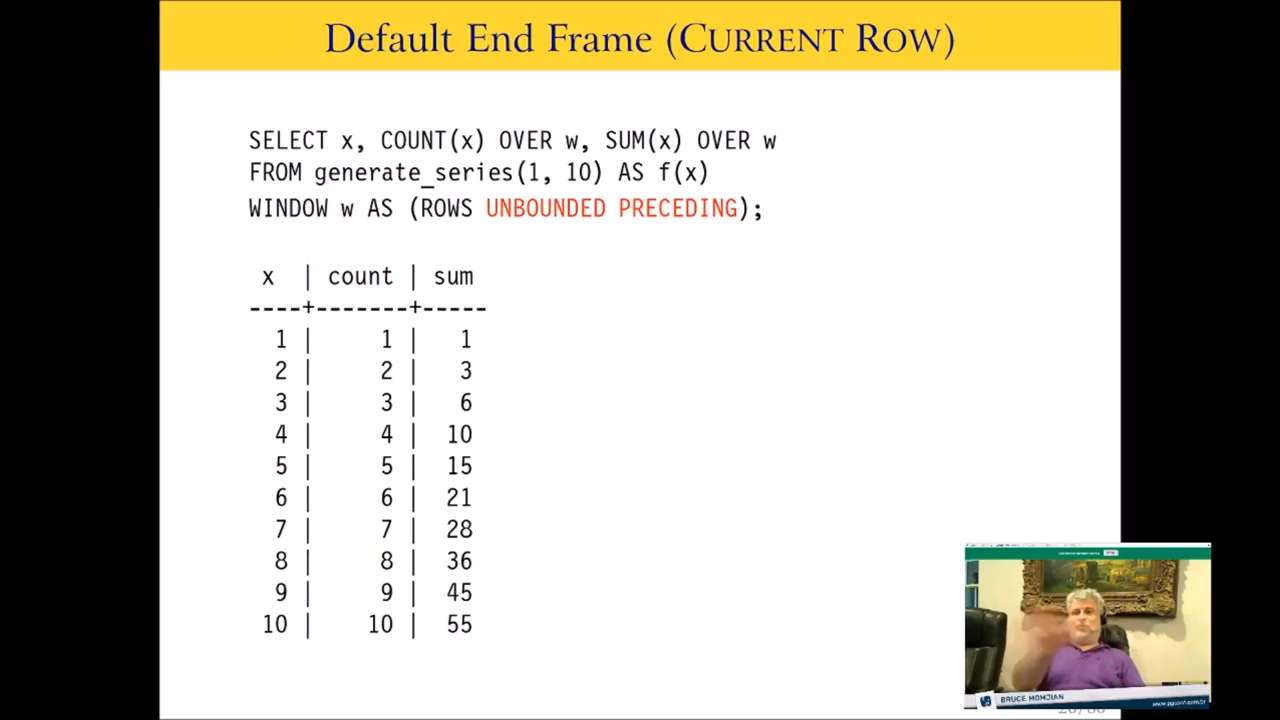 Default End Frame (CURRENT ROW)
SELECT x, COUNT(x) OVER w, SUM(x) OVER w
FROM generate_series(1, 10) AS f(x)
WINDOW w AS (ROWS UNBOUNDED PRECEDING);
x | count | sum
----+-------+-----
1 | 1 | 1
2 | 2 | 3
3 | 3 | 6
4 | 4 | 10
5 | 5 | 15
6 | 6 | 21
7 | 7 | 28
8 | 8 | 36
9 | 9 | 45
10 | 10 | 55
BRUCE MOMJIAN